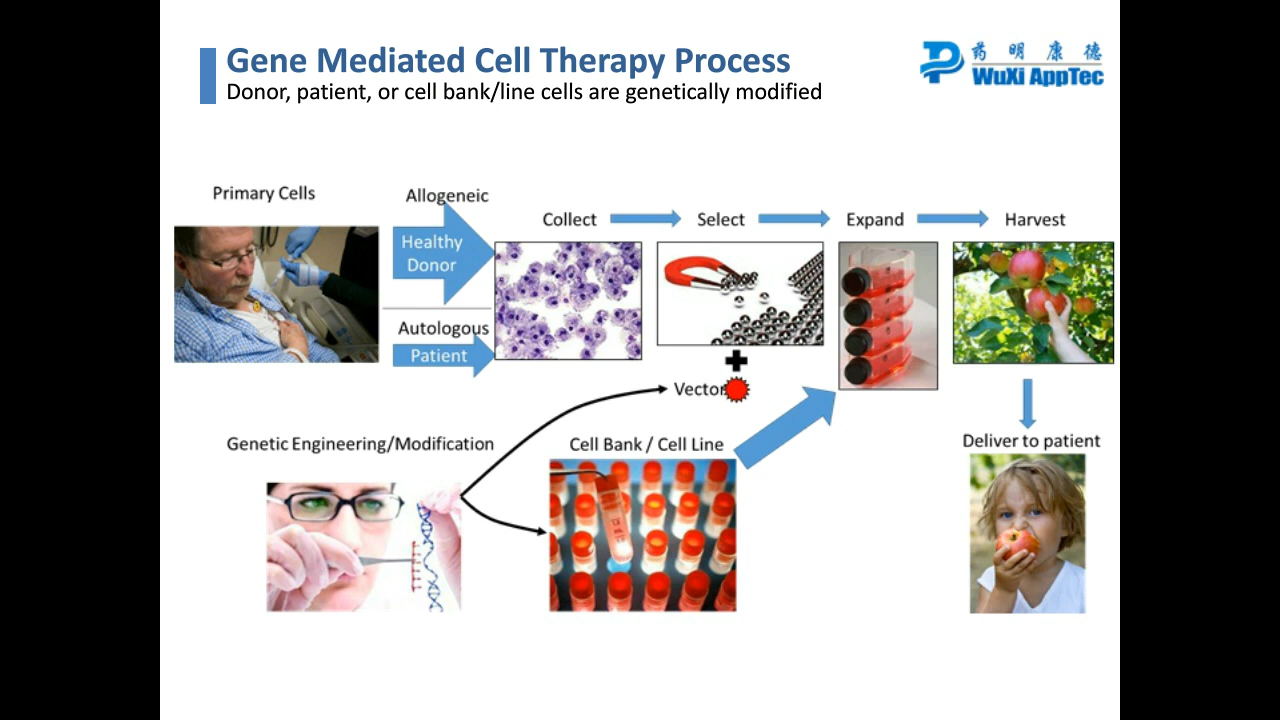 Gene Mediated Cell Therapy Process
Donor, patient, or cell bank/line cells are genetically modified
药明康德
WuXi AppTec
Primary Cells
Allogeneic
Healthy
Donor
Autologous
Patient
Collect
Select
Expand
Harvest
Vector
Genetic Engineering/Modification
Cell Bank / Cell Line
Deliver to patient